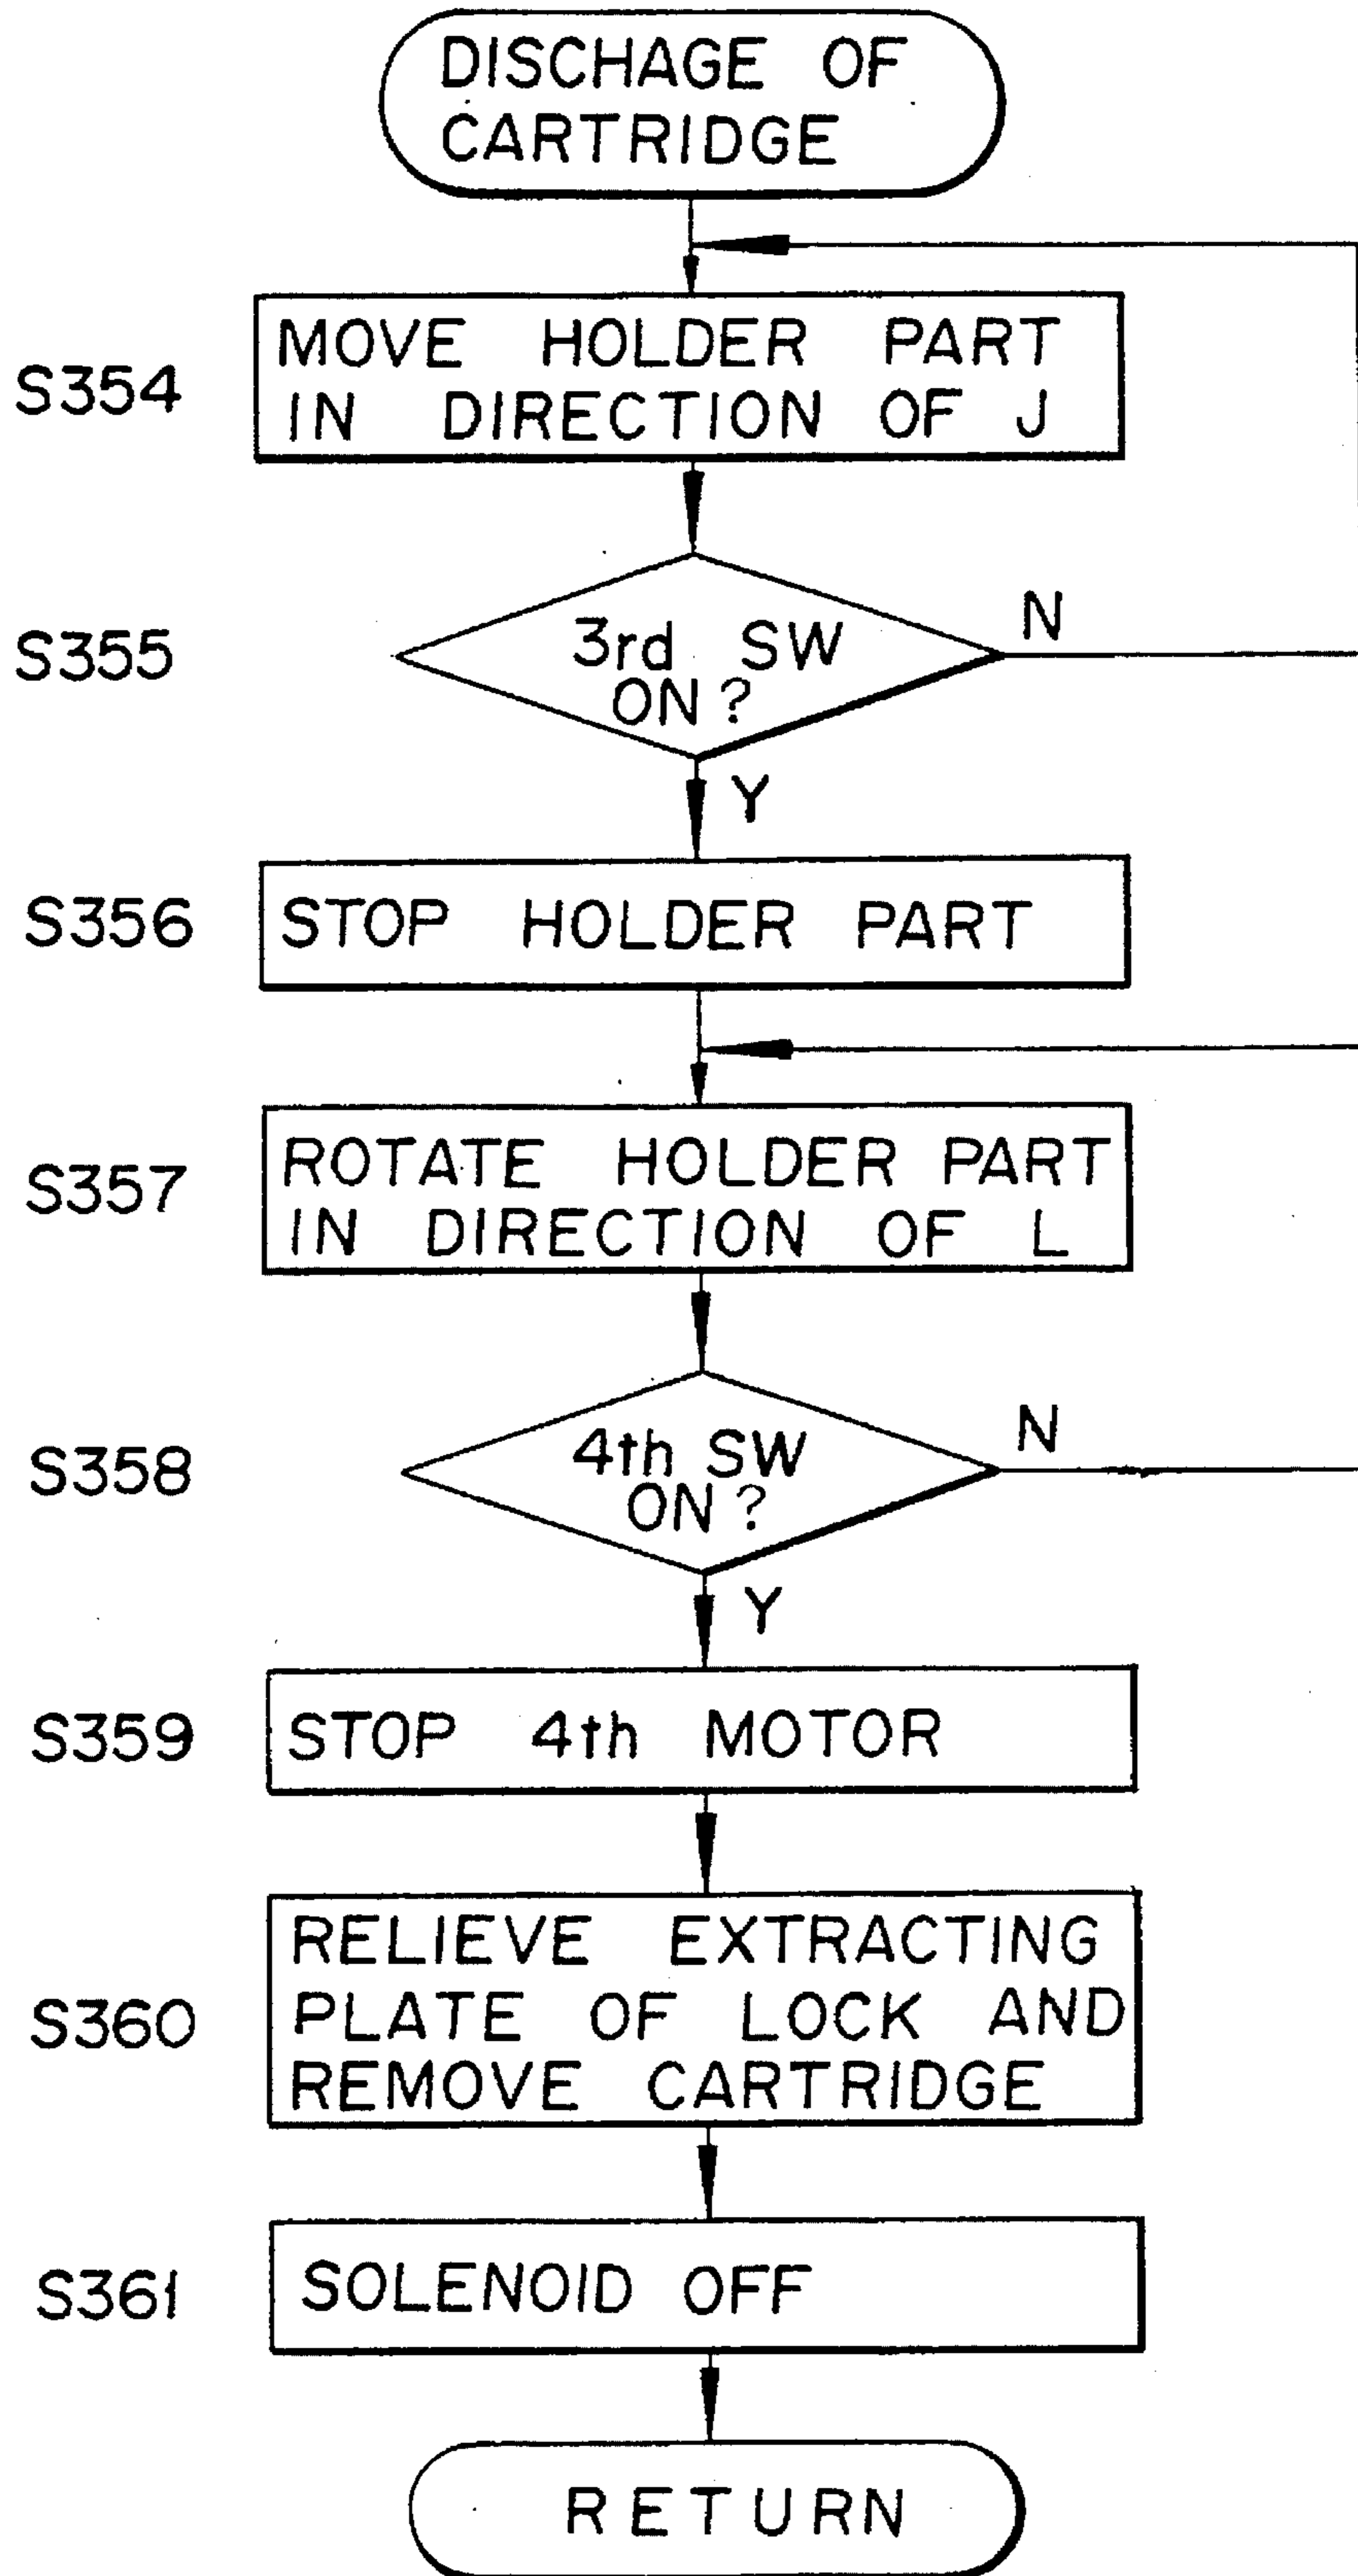 DISCHAGE OF
CARTRIDGE
S354
MOVE HOLDER PART
IN DIRECTION OF J
S355
3rd SW
ON?
N
Y
S356
STOP HOLDER PART
S357
ROTATE HOLDER PART
IN DIRECTION OF L
S358
4th SW
ON?
N
Y
S359
STOP 4th MOTOR
S360
RELIEVE EXTRACTING
PLATE OF LOCK AND
REMOVE CARTRIDGE
S361
SOLENOID OFF
RETURN